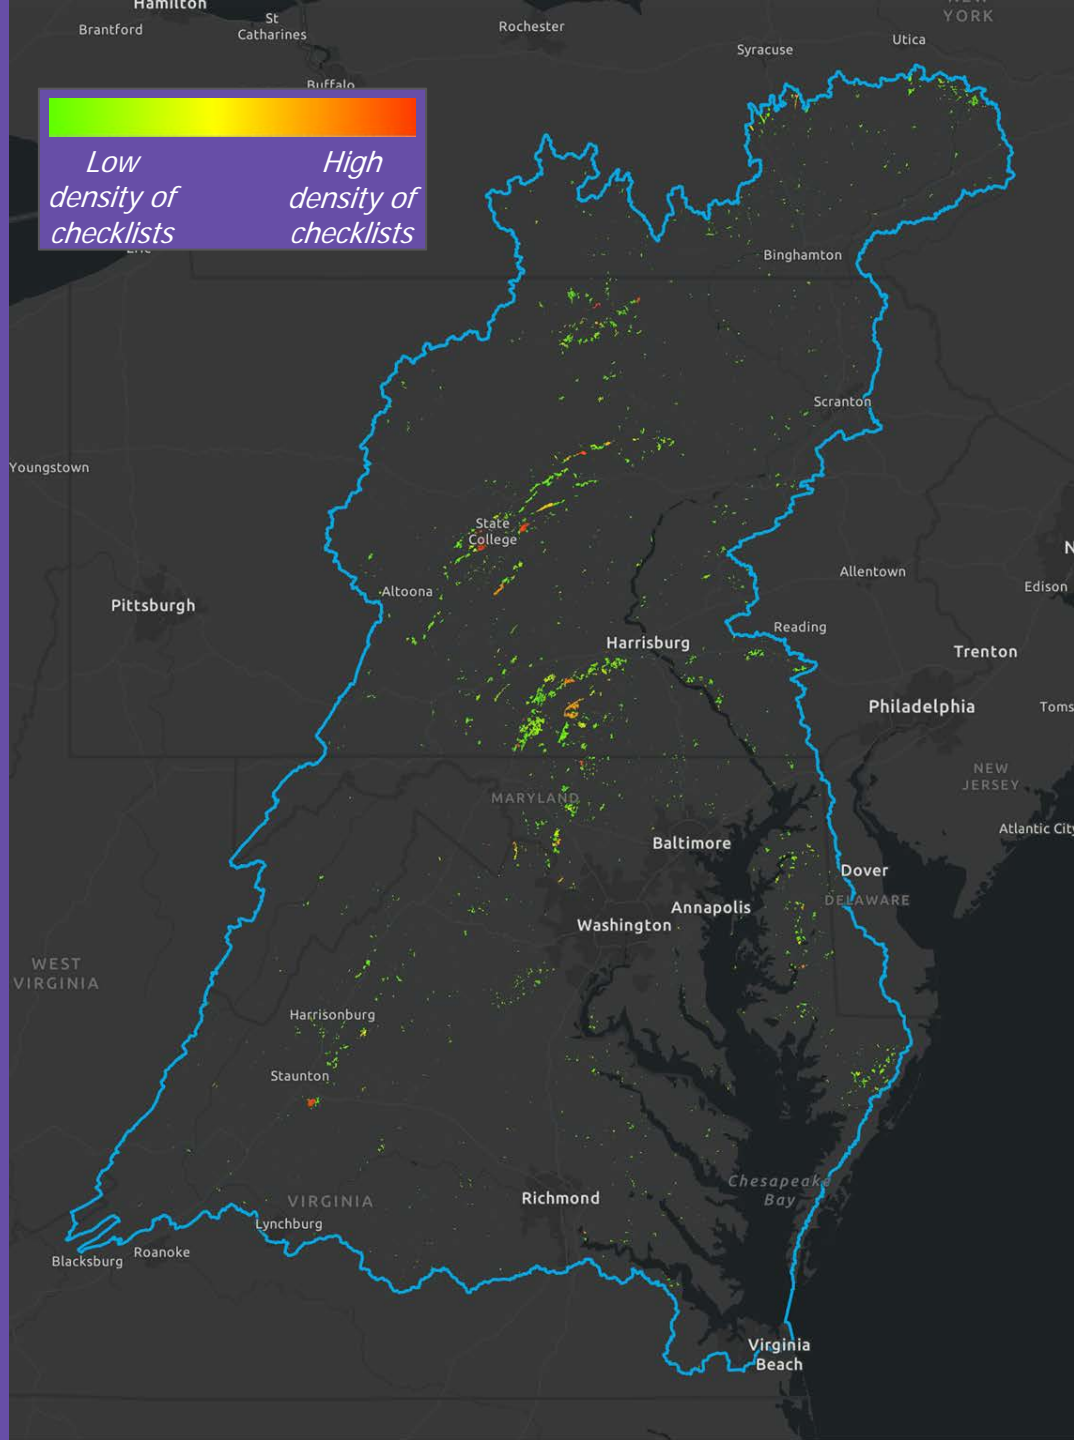 Hamilton
NEW
YORK
Brantford
St
Catharines
Rochester
Syracuse
Utica
Buffalo
Low
density of
checklists
High
density of
checklists
Erie
Binghamton
Scranton
Youngstown
State
College
Altoona
Allentown
Edison
Pittsburgh
Reading
Harrisburg
Trenton
Philadelphia
Toms
NEW
JERSEY
MARYLAND
Atlantic City
Baltimore
Dover
DELAWARE
Annapolis
Washington
WEST
VIRGINIA
Harrisonburg
Staunton
Chesapeake
Bay
VIRGINIA
Richmond
Lynchburg
Roanoke
Blacksburg
Virginia
Beach